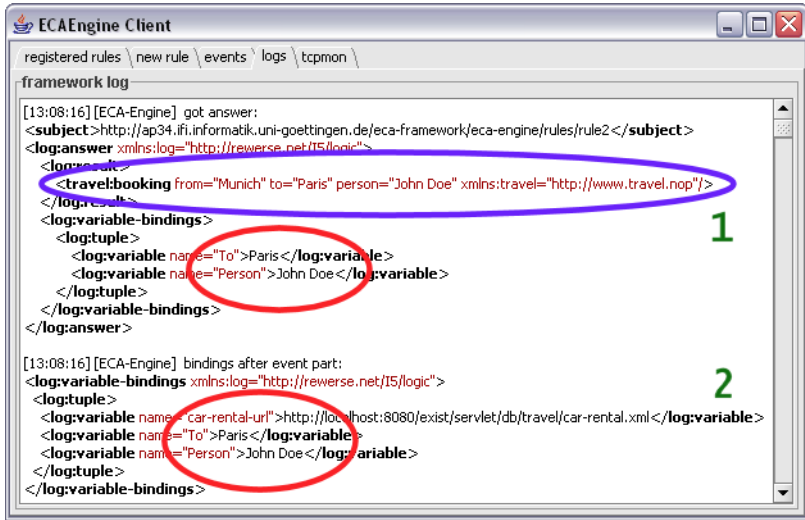 ECAEngine Client
registered rules \ new rule \ events \ logs \ tcpmon \
framework log
[13:08:16] [ECA-Engine]  got answer:
<subject>http://ap34.ifi.informatik.uni-goettingen.de/eca-framework/eca-engine/rules/rule2</subject>
<log:answer xmlns:log="http://rewerse.net/I5/logic">
<log:result>
<travel:booking from="Munich" to="Paris" person="John Doe" xmlns:travel="http://www.travel.nop"/>
</log:result>
1
<log:variable-bindings>
<log:tuple>
<log:variable name="To">Paris</log:variable>
<log:variable name="Person">John Doe</log:variable>
</log:tuple>
</log:variable-bindings>
</log:answer>
[13:08:16] [ECA-Engine]  bindings after event part:
<log:variable-bindings xmlns:log="http://rewerse.net/I5/logic">
2
<log:tuple>
<log:variable name="car-rental-url">http://localhost:8080/exist/servlet/db/travel/car-rental.xml</log:variable>
<log:variable name="To">Paris</log:variable>
<log:variable name="Person">John Doe</log:variable>
</log:tuple>
</log:variable-bindings>